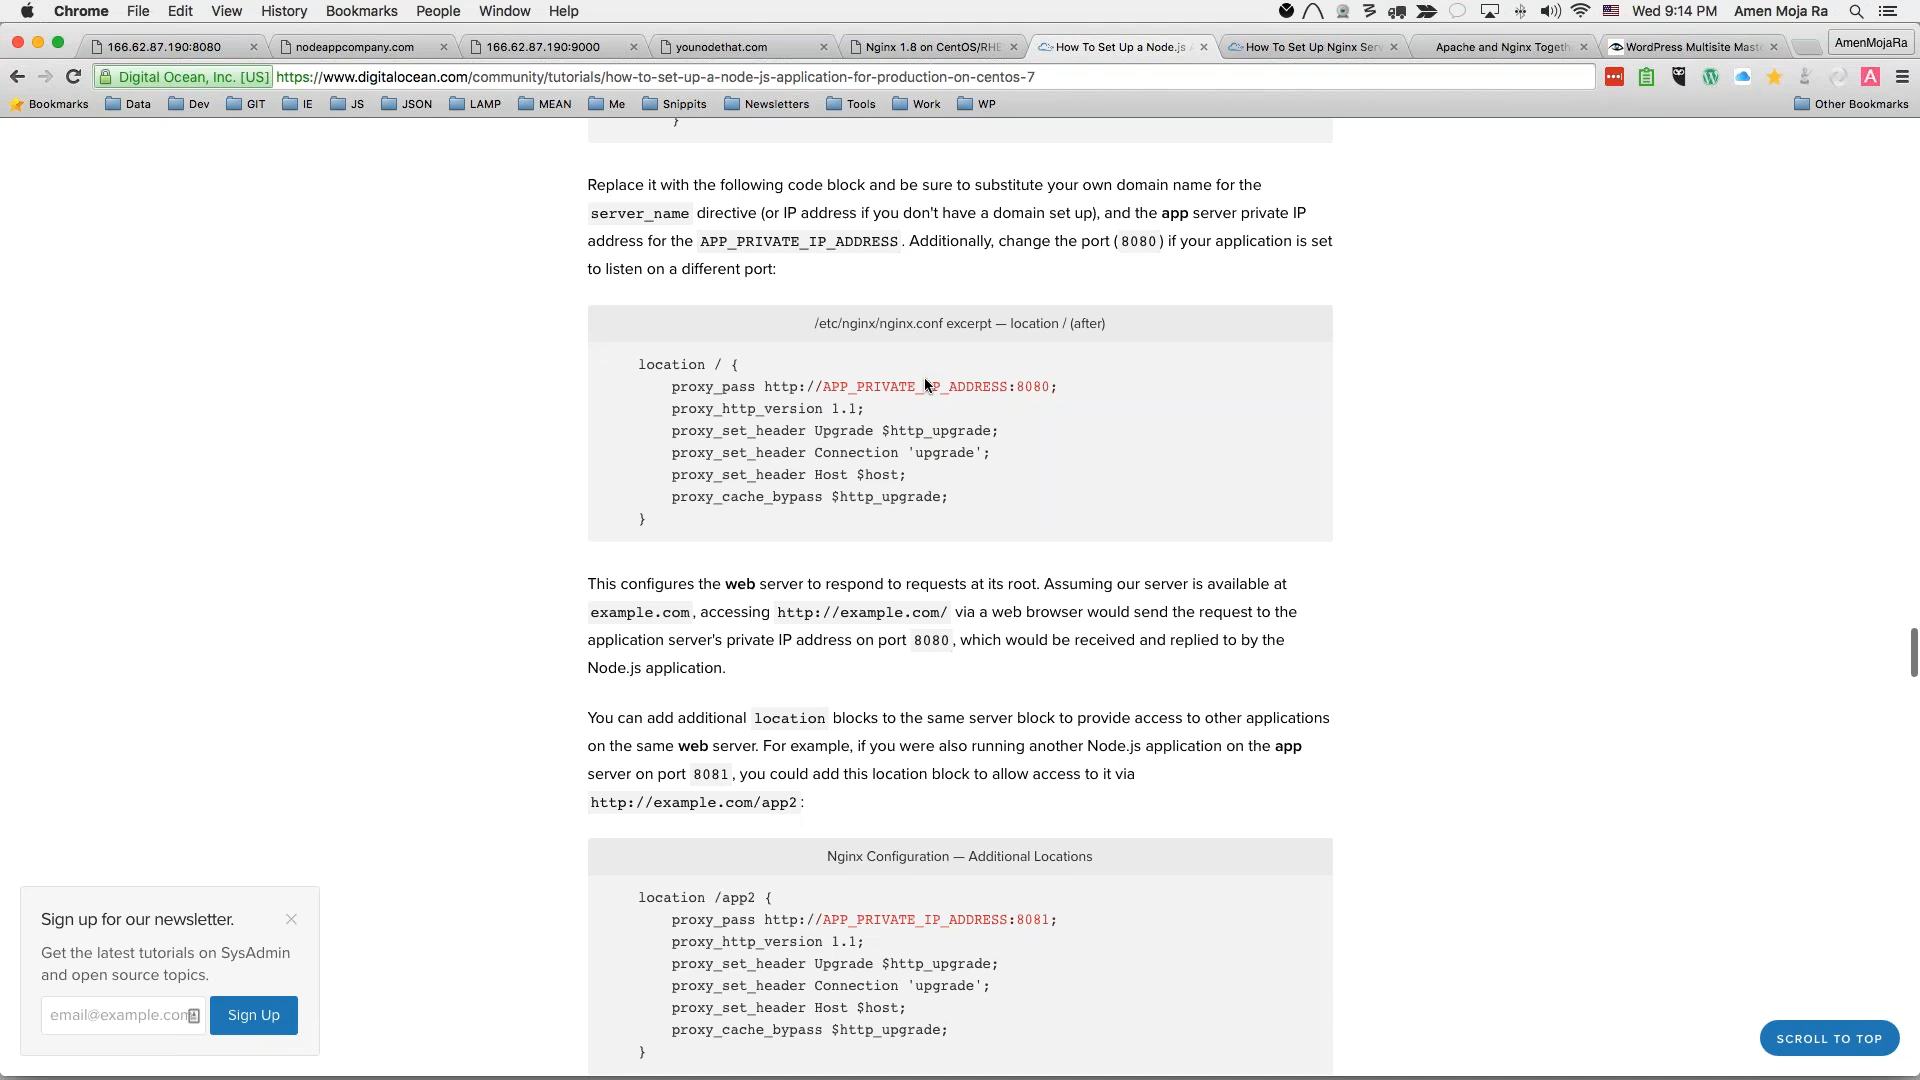 Chrome File Edit View History Bookmarks People Window Help Wed 9:14 PM Amen Moja Ra
166.62.87.190:8080 nodeappcompany.com 166.62.87.190:9000 younodethat.com Nginx 1.8 on CentOS/RHE How To Set Up a Node.js A How To Set Up Nginx Serv Apache and Nginx Togeth WordPress Multisite Mast AmenMojaRa
Digital Ocean, Inc. [US] https://www.digitalocean.com/community/tutorials/how-to-set-up-a-node-js-application-for-production-on-centos-7
Bookmarks Data Dev GIT IE JS JSON LAMP MEAN Me Snippits Newsletters Tools Work WP Other Bookmarks
}
Replace it with the following code block and be sure to substitute your own domain name for the
server_name directive (or IP address if you don't have a domain set up), and the app server private IP
address for the APP_PRIVATE_IP_ADDRESS. Additionally, change the port (8080) if your application is set
to listen on a different port:
/etc/nginx/nginx.conf excerpt — location / (after)
location / {
proxy_pass http://APP_PRIVATE_IP_ADDRESS:8080;
proxy_http_version 1.1;
proxy_set_header Upgrade $http_upgrade;
proxy_set_header Connection 'upgrade';
proxy_set_header Host $host;
proxy_cache_bypass $http_upgrade;
}
This configures the web server to respond to requests at its root. Assuming our server is available at
example.com, accessing http://example.com/ via a web browser would send the request to the
application server's private IP address on port 8080, which would be received and replied to by the
Node.js application.
You can add additional location blocks to the same server block to provide access to other applications
on the same web server. For example, if you were also running another Node.js application on the app
server on port 8081, you could add this location block to allow access to it via
http://example.com/app2:
Nginx Configuration — Additional Locations
location /app2 {
proxy_pass http://APP_PRIVATE_IP_ADDRESS:8081;
proxy_http_version 1.1;
proxy_set_header Upgrade $http_upgrade;
proxy_set_header Connection 'upgrade';
proxy_set_header Host $host;
proxy_cache_bypass $http_upgrade;
}
Sign up for our newsletter.
Get the latest tutorials on SysAdmin
and open source topics.
email@example.com Sign Up
SCROLL TO TOP